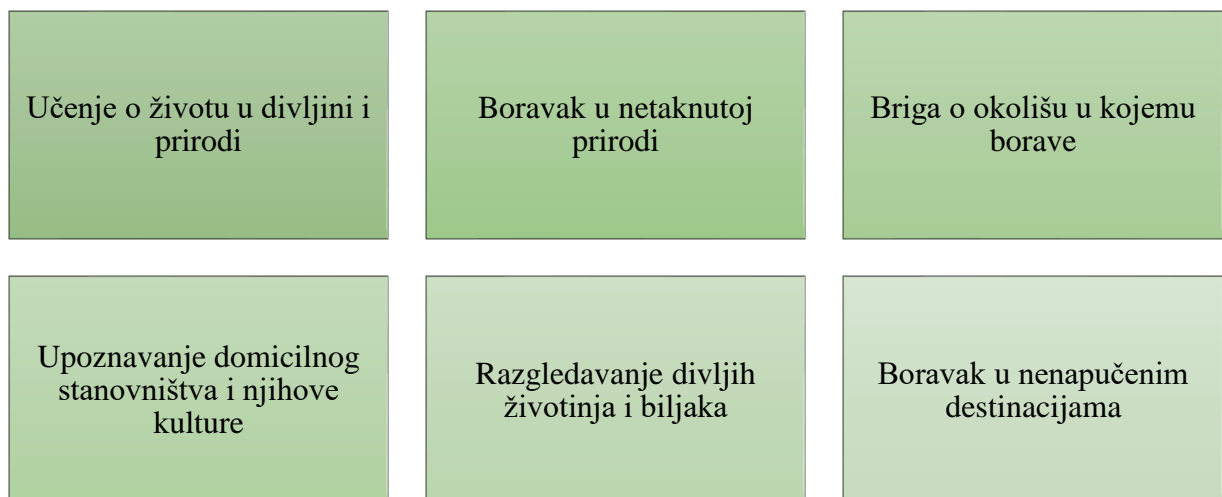 Učenje o životu u divljini i
prirodi
Boravak u netaknutoj
prirodi
Briga o okolišu u kojemu
borave
Upoznavanje domicilnog
stanovništva i njihove
kulture
Razgledavanje divljih
životinja i biljaka
Boravak u nenapučenim
destinacijama